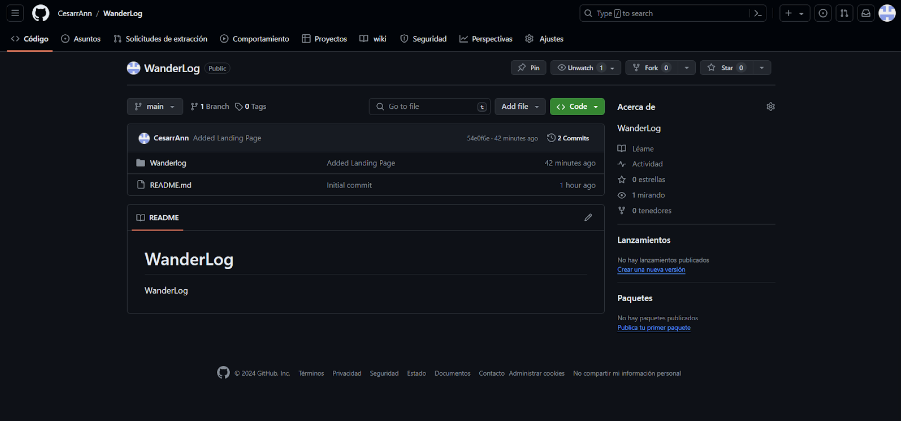 CesarrAnn / WanderLog
Type / to search
Código Asuntos Solicitudes de extracción Comportamiento Proyectos wiki Seguridad Perspectivas Ajustes
WanderLog Public
Pin Unwatch 1 Fork 0 Star 0
main 1 Branch 0 Tags Go to file t Add file Code
CesarrAnn Added Landing Page 54e0f6e · 42 minutes ago 2 Commits
Wanderlog Added Landing Page 42 minutes ago
README.md Initial commit 1 hour ago
README
WanderLog
WanderLog
Acerca de
WanderLog
Léame
Actividad
0 estrellas
1 mirando
0 tenedores
Lanzamientos
No hay lanzamientos publicados
Crear una nueva versión
Paquetes
No hay paquetes publicados
Publica tu primer paquete
© 2024 GitHub, Inc. Términos Privacidad Seguridad Estado Documentos Contacto Administrar cookies No compartir mi información personal